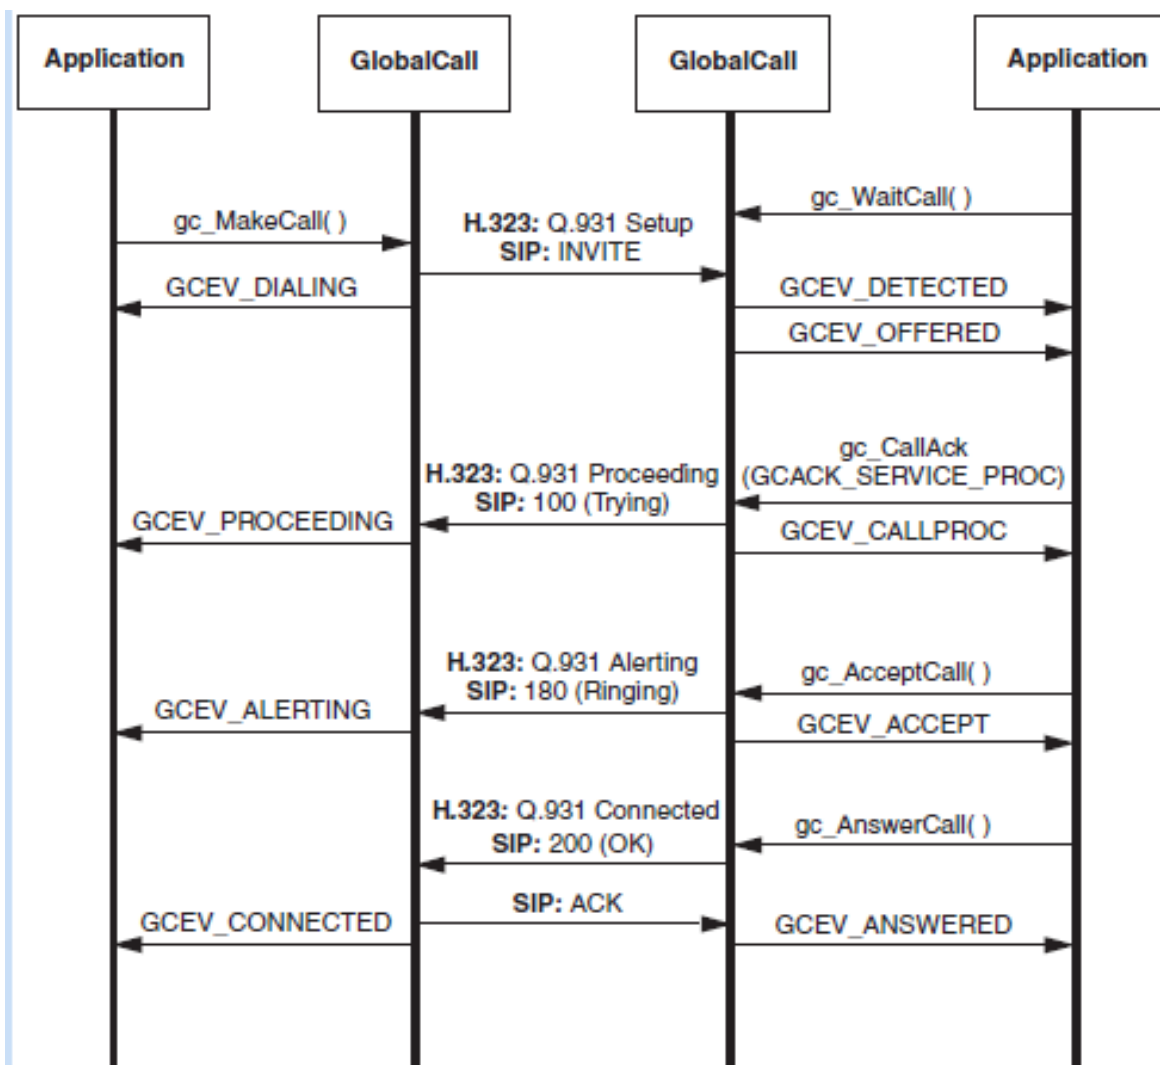 Application
GlobalCall
GlobalCall
Application
gc_WaitCall( )
gc_MakeCall( )
H.323: Q.931 Setup
SIP: INVITE
GCEV_DIALING
GCEV_DETECTED
GCEV_OFFERED
gc_CallAck
(GCACK_SERVICE_PROC)
H.323: Q.931 Proceeding
SIP: 100 (Trying)
GCEV_PROCEEDING
GCEV_CALLPROC
H.323: Q.931 Alerting
SIP: 180 (Ringing)
gc_AcceptCall( )
GCEV_ALERTING
GCEV_ACCEPT
H.323: Q.931 Connected
SIP: 200 (OK)
gc_AnswerCall( )
SIP: ACK
GCEV_CONNECTED
GCEV_ANSWERED